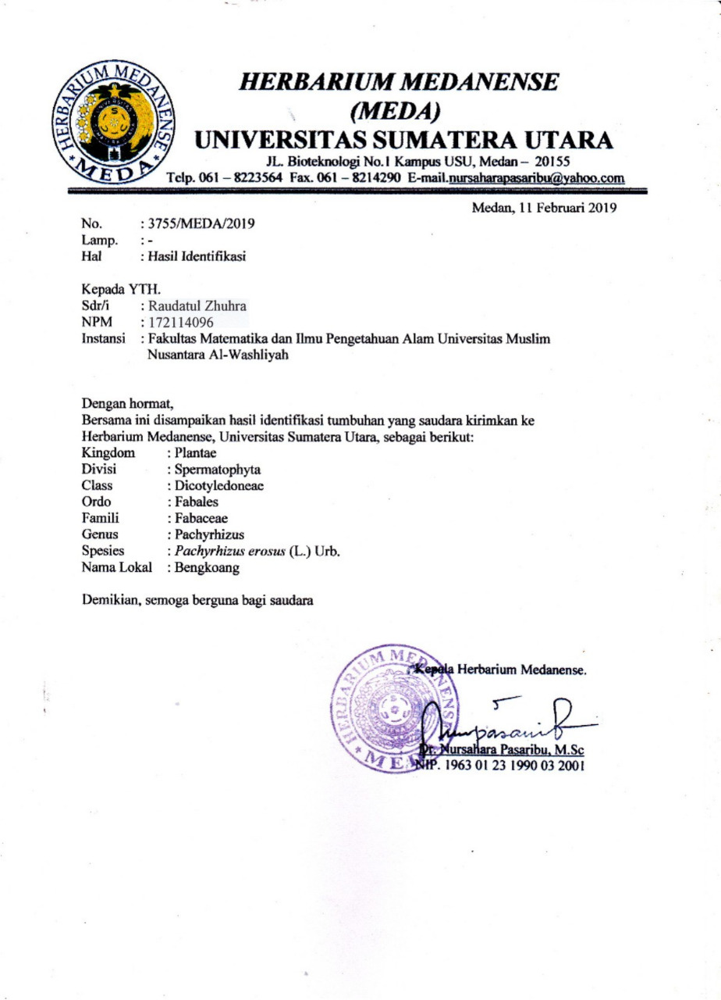 HERBARIUM MEDANENSE
* MEDA *
HERBARIUM MEDANENSE
(MEDA)
UNIVERSITAS SUMATERA UTARA
JL. Bioteknologi No.1 Kampus USU, Medan – 20155
Telp. 061 – 8223564 Fax. 061 – 8214290 E-mail.nursaharapasaribu@yahoo.com
Medan, 11 Februari 2019
No. : 3755/MEDA/2019
Lamp. : -
Hal : Hasil Identifikasi
Kepada YTH.
Sdr/i : Raudatul Zhuhra
NPM : 172114096
Instansi : Fakultas Matematika dan Ilmu Pengetahuan Alam Universitas Muslim
Nusantara Al-Washliyah
Dengan hormat,
Bersama ini disampaikan hasil identifikasi tumbuhan yang saudara kirimkan ke
Herbarium Medanense, Universitas Sumatera Utara, sebagai berikut:
Kingdom : Plantae
Divisi : Spermatophyta
Class : Dicotyledoneae
Ordo : Fabales
Famili : Fabaceae
Genus : Pachyrhizus
Spesies : Pachyrhizus erosus (L.) Urb.
Nama Lokal : Bengkoang
Demikian, semoga berguna bagi saudara
Kepala Herbarium Medanense.
HERBARIUM MEDANENSE
* MEDA
Dr. Nursahara Pasaribu, M.Sc
NIP. 1963 01 23 1990 03 2001